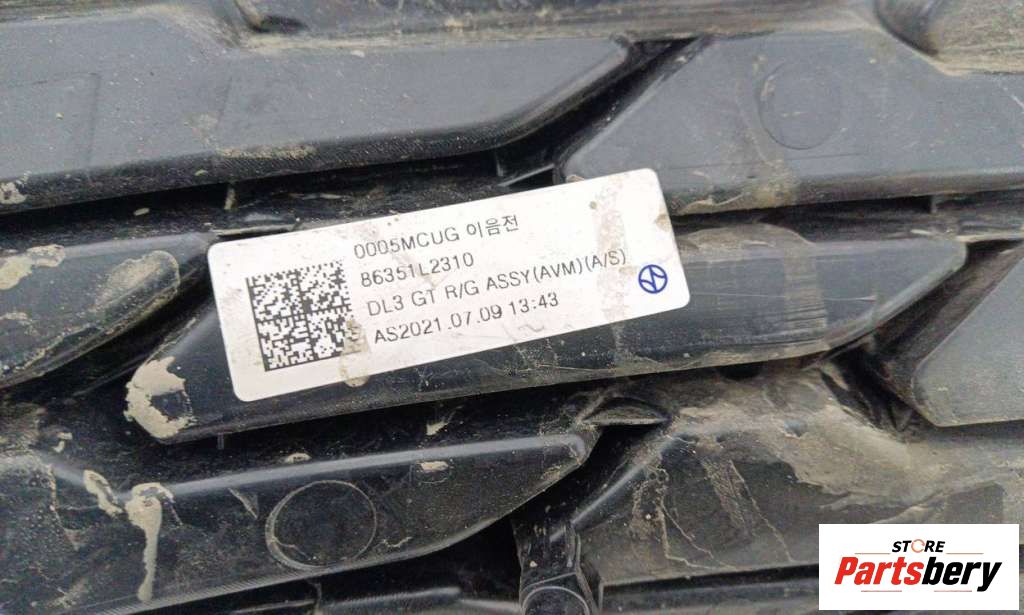 0005MCUG 이음전
86351L2310
DL3 GT R/G ASSY(AVM)(A/S)
AS2021.07.09 13:43
STORE
Partsbery